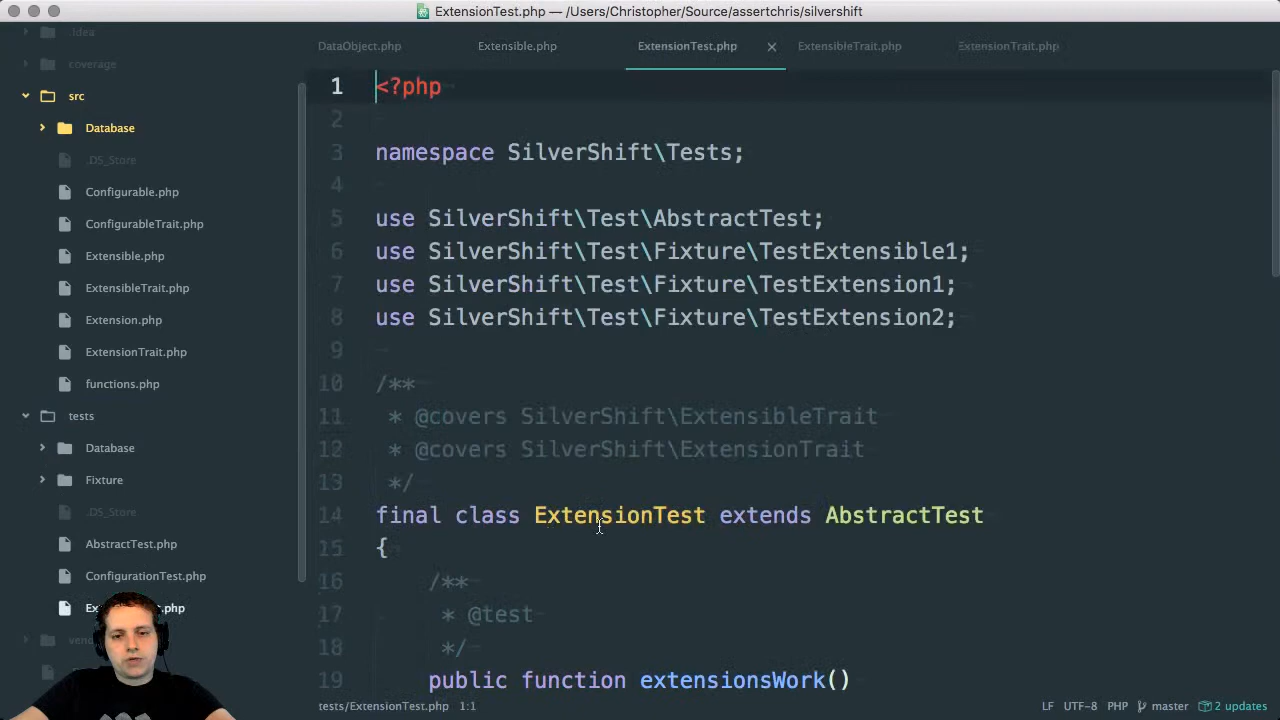 ExtensionTest.php — /Users/Christopher/Source/assertchris/silvershift
.idea
coverage
src
Database
.DS_Store
Configurable.php
ConfigurableTrait.php
Extensible.php
ExtensibleTrait.php
Extension.php
ExtensionTrait.php
functions.php
tests
Database
Fixture
.DS_Store
AbstractTest.php
ConfigurationTest.php
DataObject.php
Extensible.php
ExtensionTest.php
ExtensibleTrait.php
ExtensionTrait.php
1 <?php
2
3 namespace SilverShift\Tests;
4
5 use SilverShift\Test\AbstractTest;
6 use SilverShift\Test\Fixture\TestExtensible1;
7 use SilverShift\Test\Fixture\TestExtension1;
8 use SilverShift\Test\Fixture\TestExtension2;
9
10 /**
11 * @covers SilverShift\ExtensibleTrait
12 * @covers SilverShift\ExtensionTrait
13 */
14 final class ExtensionTest extends AbstractTest
15 {
16 /**
17 * @test
18 */
19 public function extensionsWork()
tests/ExtensionTest.php 1:1
LF UTF-8 PHP master 2 updates